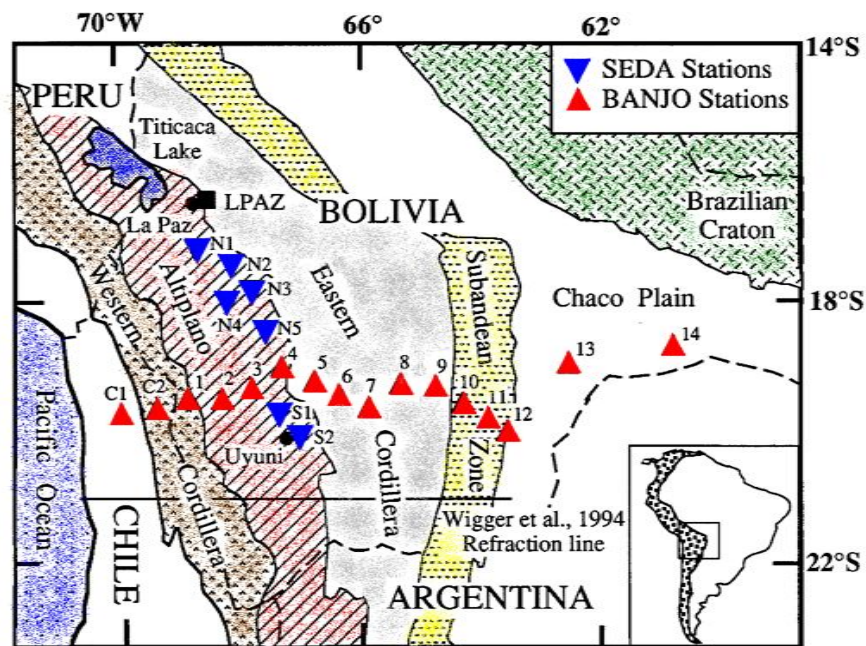 70°W 66° 62°
14°S
SEDA Stations
BANJO Stations
PERU
Titicaca
Lake
LPAZ
La Paz
BOLIVIA
Brazilian
Craton
N1
N2
N3
N4
N5
Western
Altiplano
Eastern
Subandean
Chaco Plain
18°S
C1
C2
1
2
3
4
5
6
7
8
9
10
11
12
13
14
S1
S2
Uyuni
Pacific
Ocean
Cordillera
Cordillera
Zone
Wigger et al., 1994
Refraction line
CHILE
ARGENTINA
22°S